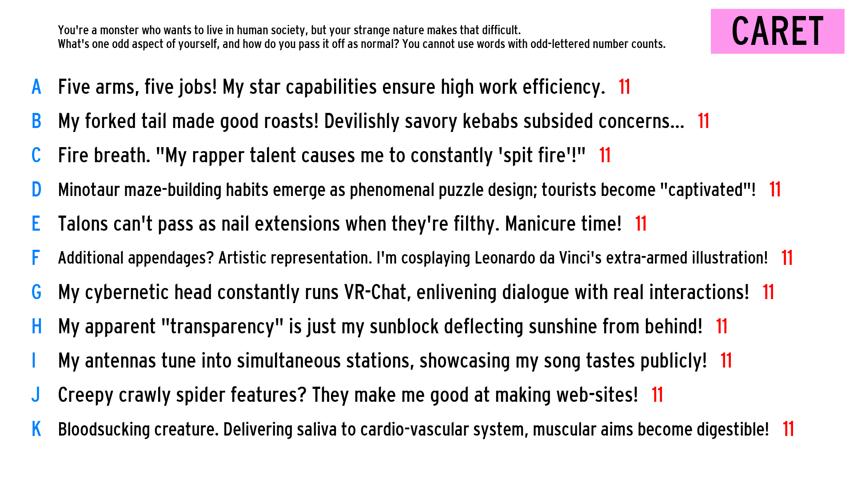 You're a monster who wants to live in human society, but your strange nature makes that difficult.
What's one odd aspect of yourself, and how do you pass it off as normal? You cannot use words with odd-lettered number counts.
CARET
A Five arms, five jobs! My star capabilities ensure high work efficiency. 11
B My forked tail made good roasts! Devilishly savory kebabs subsided concerns... 11
C Fire breath. "My rapper talent causes me to constantly 'spit fire'!" 11
D Minotaur maze-building habits emerge as phenomenal puzzle design; tourists become "captivated"! 11
E Talons can't pass as nail extensions when they're filthy. Manicure time! 11
F Additional appendages? Artistic representation. I'm cosplaying Leonardo da Vinci's extra-armed illustration! 11
G My cybernetic head constantly runs VR-Chat, enlivening dialogue with real interactions! 11
H My apparent "transparency" is just my sunblock deflecting sunshine from behind! 11
I My antennas tune into simultaneous stations, showcasing my song tastes publicly! 11
J Creepy crawly spider features? They make me good at making web-sites! 11
K Bloodsucking creature. Delivering saliva to cardio-vascular system, muscular aims become digestible! 11